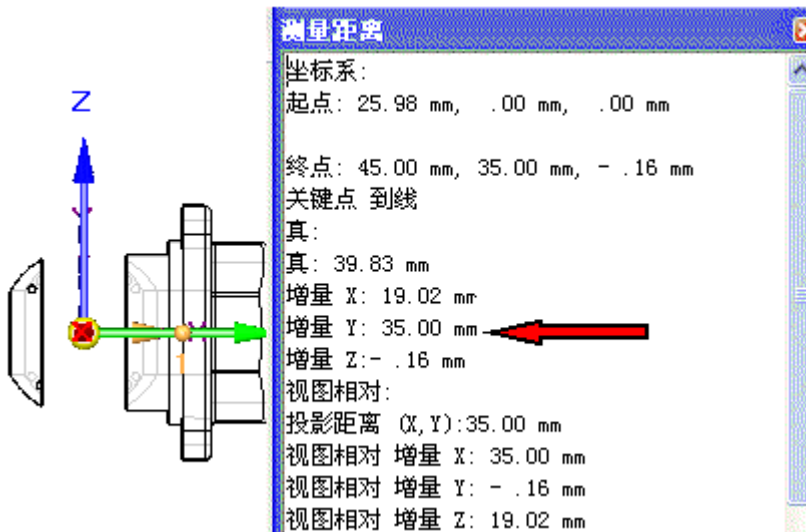 测量距离
坐标系:
起点: 25.98 mm, .00 mm, .00 mm
终点: 45.00 mm, 35.00 mm, - .16 mm
关键点 到线
真:
真: 39.83 mm
增量 X: 19.02 mm
增量 Y: 35.00 mm
增量 Z:- .16 mm
视图相对:
投影距离 (X,Y):35.00 mm
视图相对 增量 X: 35.00 mm
视图相对 增量 Y: - .16 mm
视图相对 增量 Z: 19.02 mm
Z
1